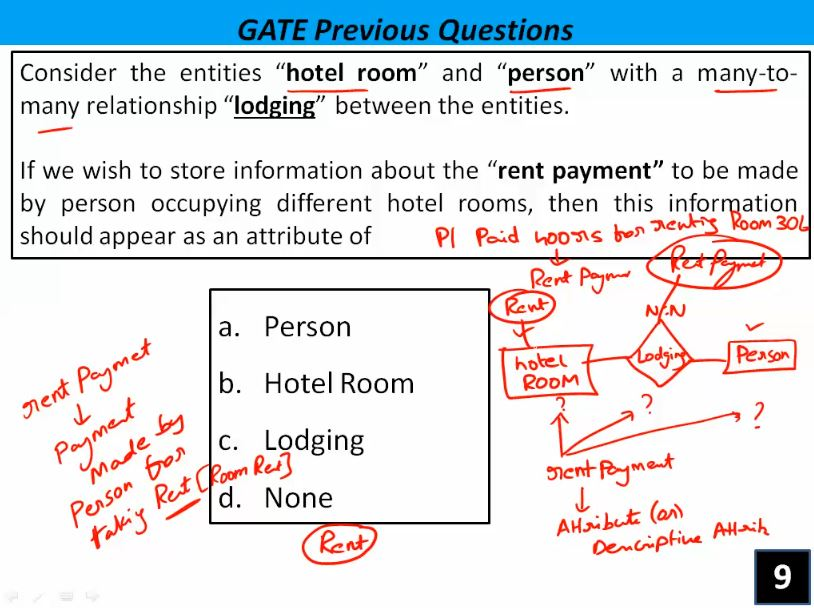 GATE Previous Questions
Consider the entities “hotel room” and “person” with a many-to-
many relationship “lodging” between the entities.
If we wish to store information about the “rent payment” to be made
by person occupying different hotel rooms, then this information
should appear as an attribute of
P1 Paid 4000rs for renting Room 306
Rent Payme
Rent Paymet
Rent
N:N
hotel
ROOM
Lodging
Person
a. Person
b. Hotel Room
c. Lodging
d. None
? ? ?
rent payment
Attribute (or)
Descriptive Attrib
rent Paymet
Payment
Made by
Person for
taking Rent [Room Rent]
Rent
9